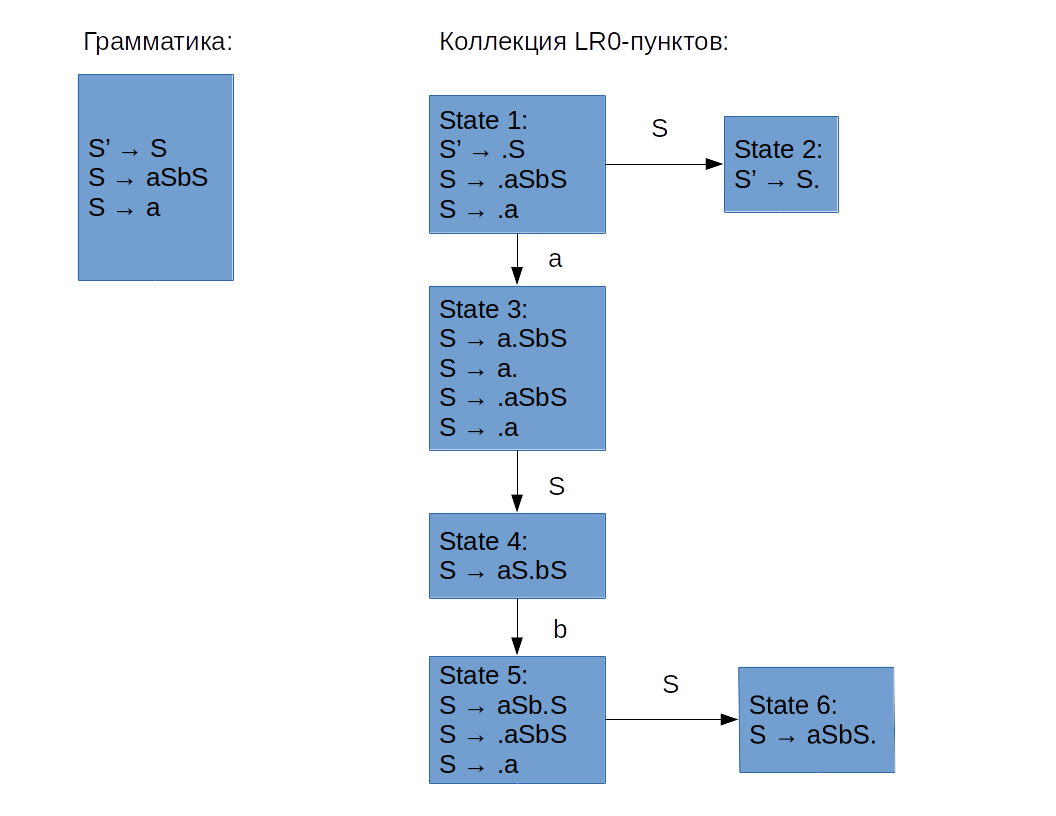 Грамматика:
S’ → S
S → aSbS
S → a
Коллекция LR0-пунктов:
State 1:
S’ → .S
S → .aSbS
S → .a
S
State 2:
S’ → S.
a
State 3:
S → a.SbS
S → a.
S → .aSbS
S → .a
S
State 4:
S → aS.bS
b
State 5:
S → aSb.S
S → .aSbS
S → .a
S
State 6:
S → aSbS.